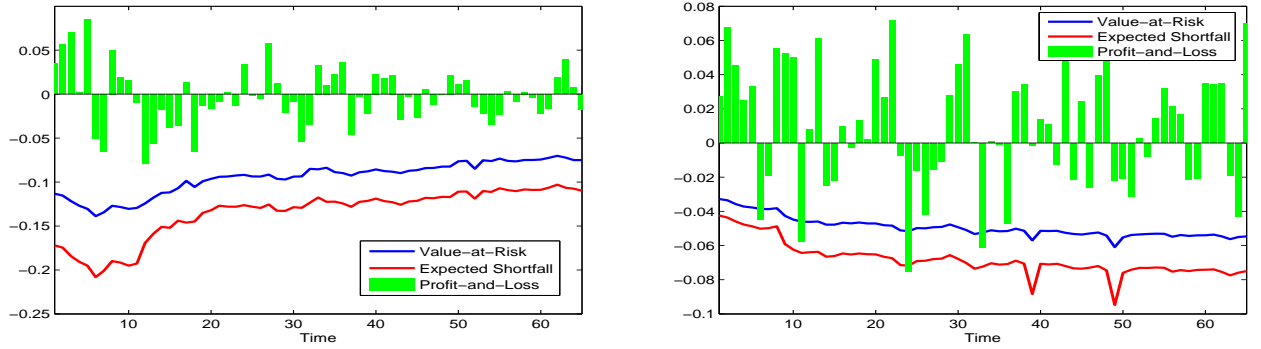 0.05
0
−0.05
−0.1
−0.15
−0.2
−0.25
10 20 30 40 50 60
Time
Value−at−Risk
Expected Shortfall
Profit−and−Loss
0.08
0.06
0.04
0.02
0
−0.02
−0.04
−0.06
−0.08
−0.1
10 20 30 40 50 60
Time
Value−at−Risk
Expected Shortfall
Profit−and−Loss